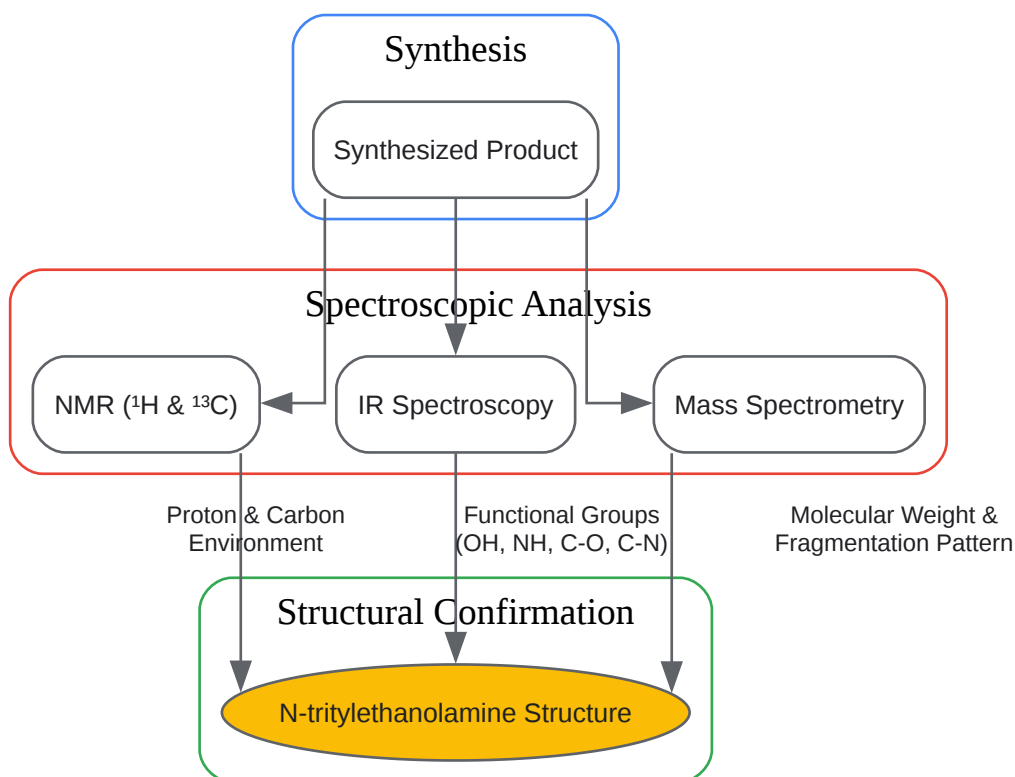 Synthesis
Synthesized Product
Spectroscopic Analysis
NMR (¹H & ¹³C)
IR Spectroscopy
Mass Spectrometry
Proton & Carbon
Environment
Functional Groups
(OH, NH, C-O, C-N)
Molecular Weight &
Fragmentation Pattern
Structural Confirmation
N-tritylethanolamine Structure